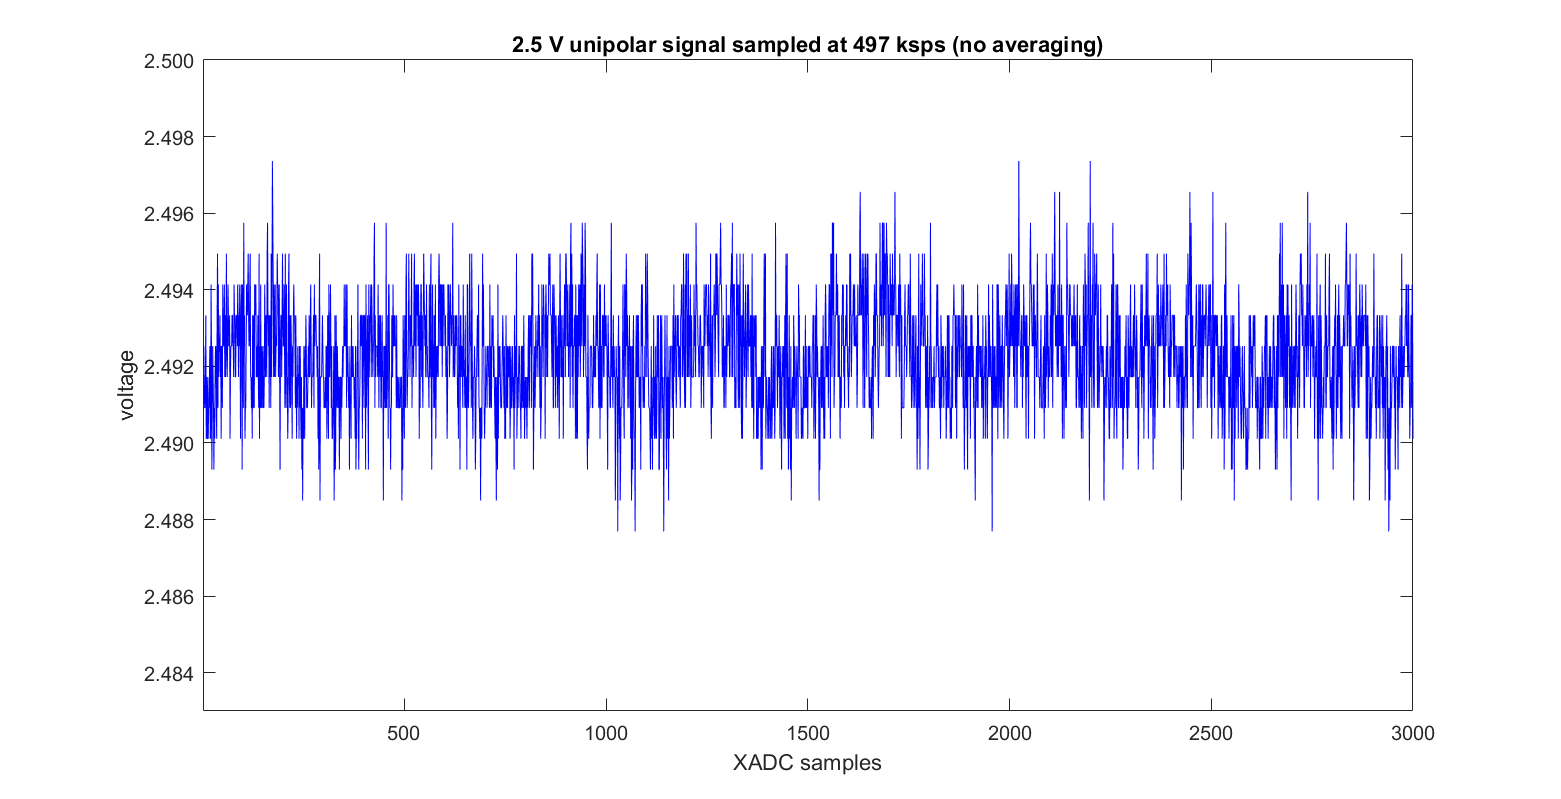 2.5 V unipolar signal sampled at 497 ksps (no averaging)
2.500
2.498
2.496
2.494
2.492
2.490
2.488
2.486
2.484
voltage
500 1000 1500 2000 2500 3000
XADC samples